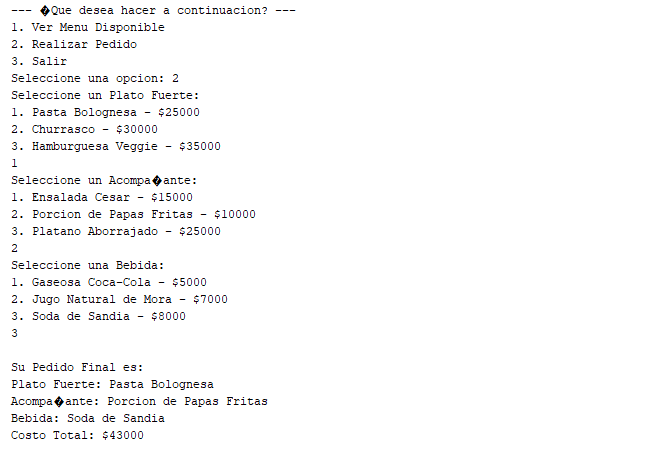 --- �Que desea hacer a continuacion? ---
1. Ver Menu Disponible
2. Realizar Pedido
3. Salir
Seleccione una opcion: 2
Seleccione un Plato Fuerte:
1. Pasta Bolognesa - $25000
2. Churrasco - $30000
3. Hamburguesa Veggie - $35000
1
Seleccione un Acompa�ante:
1. Ensalada Cesar - $15000
2. Porcion de Papas Fritas - $10000
3. Platano Aborrajado - $25000
2
Seleccione una Bebida:
1. Gaseosa Coca-Cola - $5000
2. Jugo Natural de Mora - $7000
3. Soda de Sandia - $8000
3
Su Pedido Final es:
Plato Fuerte: Pasta Bolognesa
Acompa�ante: Porcion de Papas Fritas
Bebida: Soda de Sandia
Costo Total: $43000